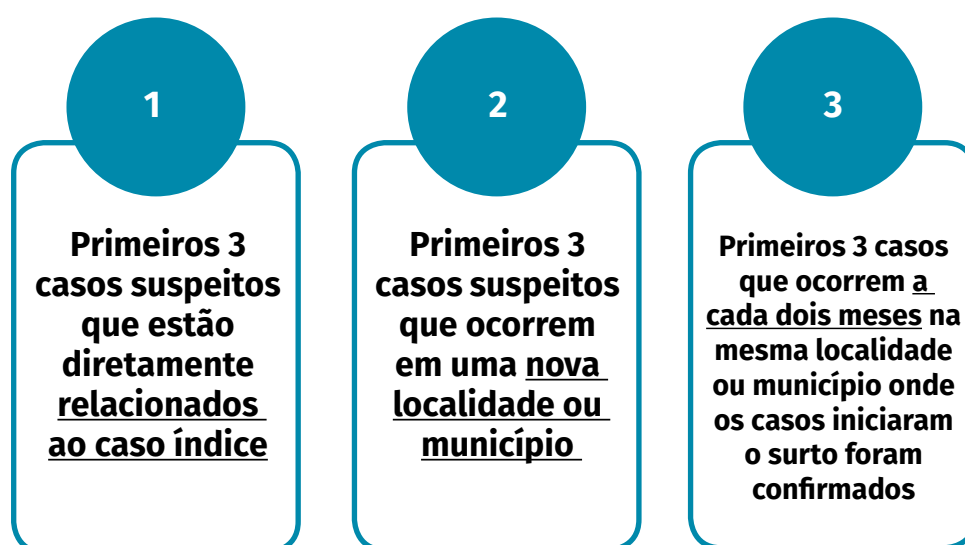 1
Primeiros 3
casos suspeitos
que estão
diretamente
relacionados
ao caso índice
2
Primeiros 3
casos suspeitos
que ocorrem
em uma nova
localidade ou
município
3
Primeiros 3 casos
que ocorrem a
cada dois meses na
mesma localidade
ou município onde
os casos iniciaram
o surto foram
confirmados